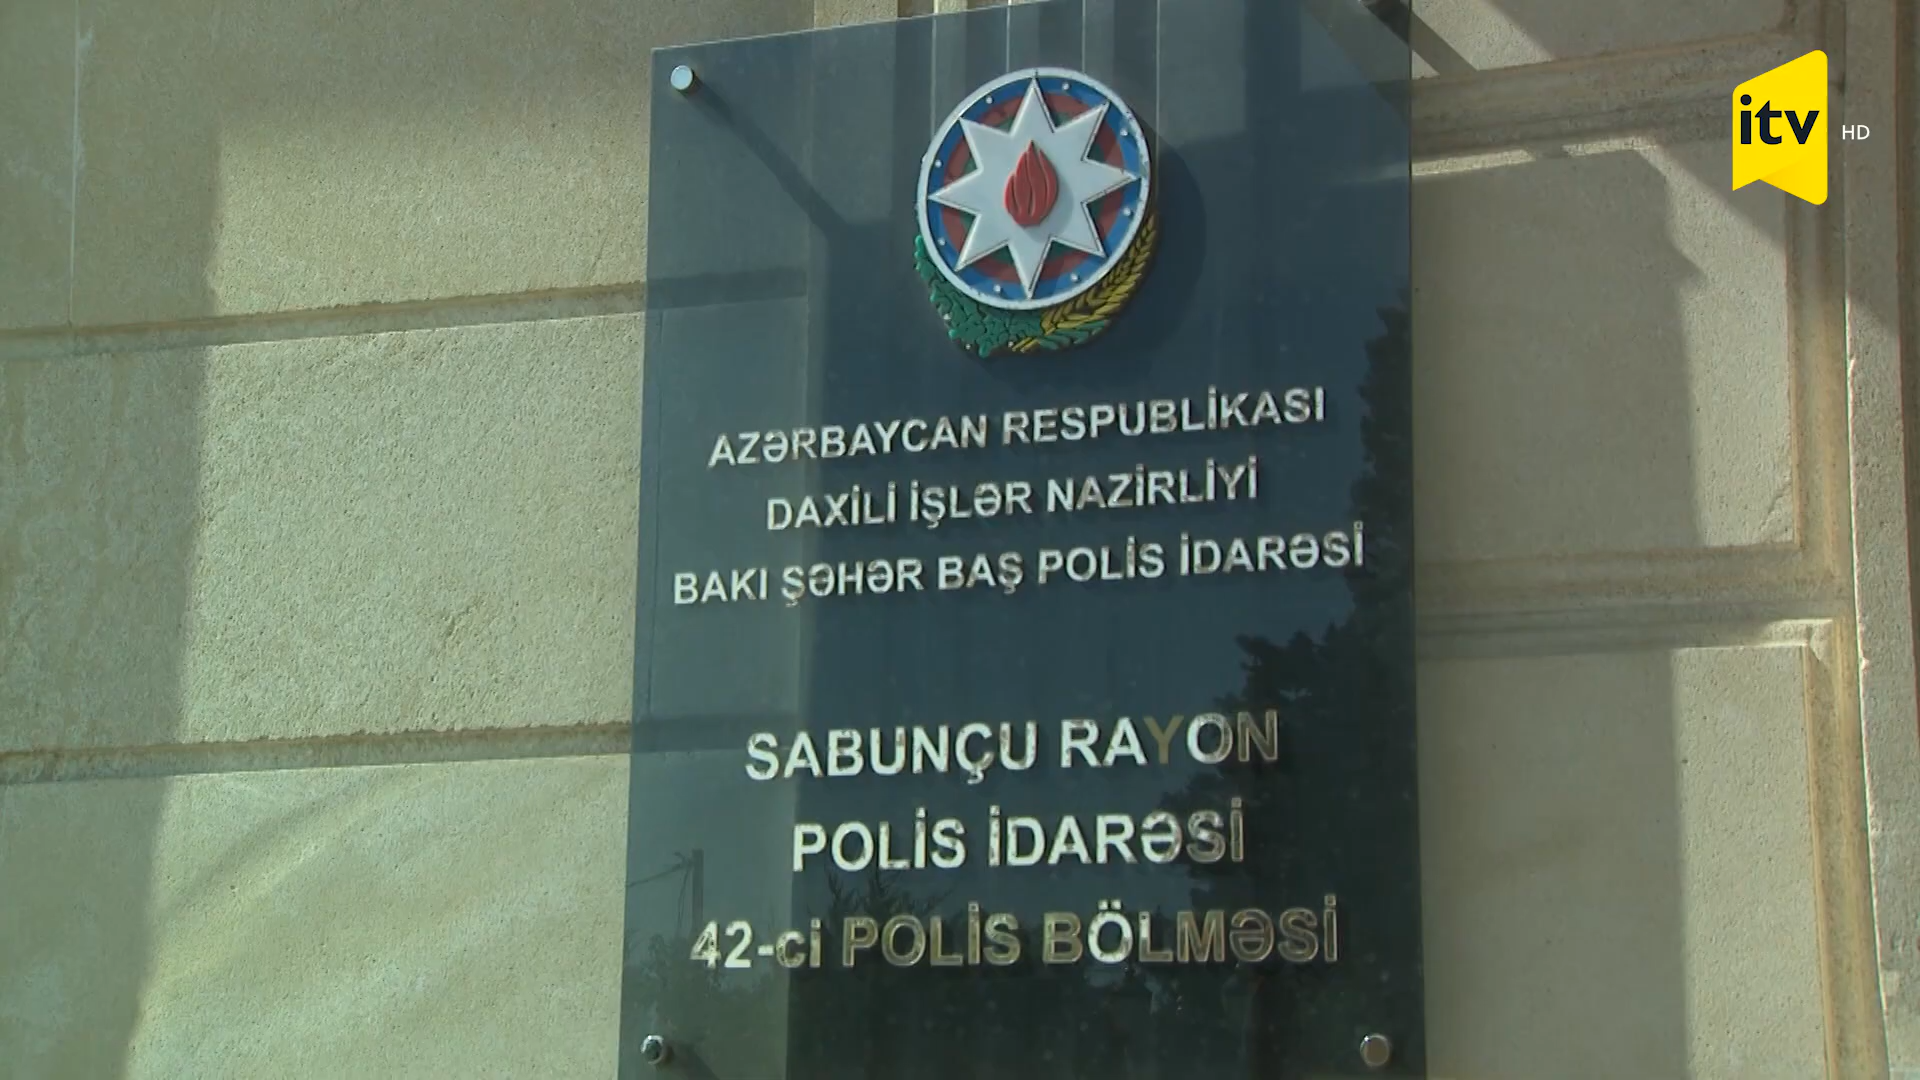 itv HD
AZƏRBAYCAN RESPUBLİKASI
DAXİLİ İŞLƏR NAZİRLİYİ
BAKI ŞƏHƏR BAŞ POLİS İDARƏSİ
SABUNÇU RAYON
POLİS İDARƏSİ
42-ci POLİS BÖLMƏSİ